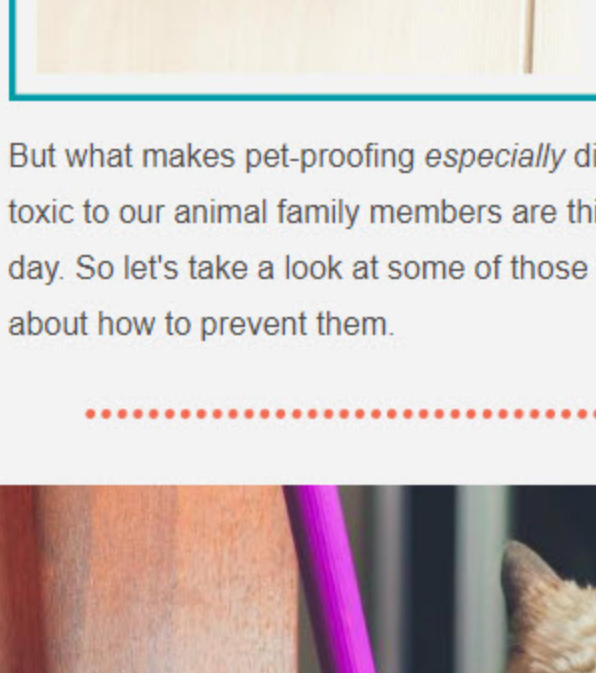 But what makes pet-proofing especially
toxic to our animal family members are
day. So let's take a look at some of those
about how to prevent them.